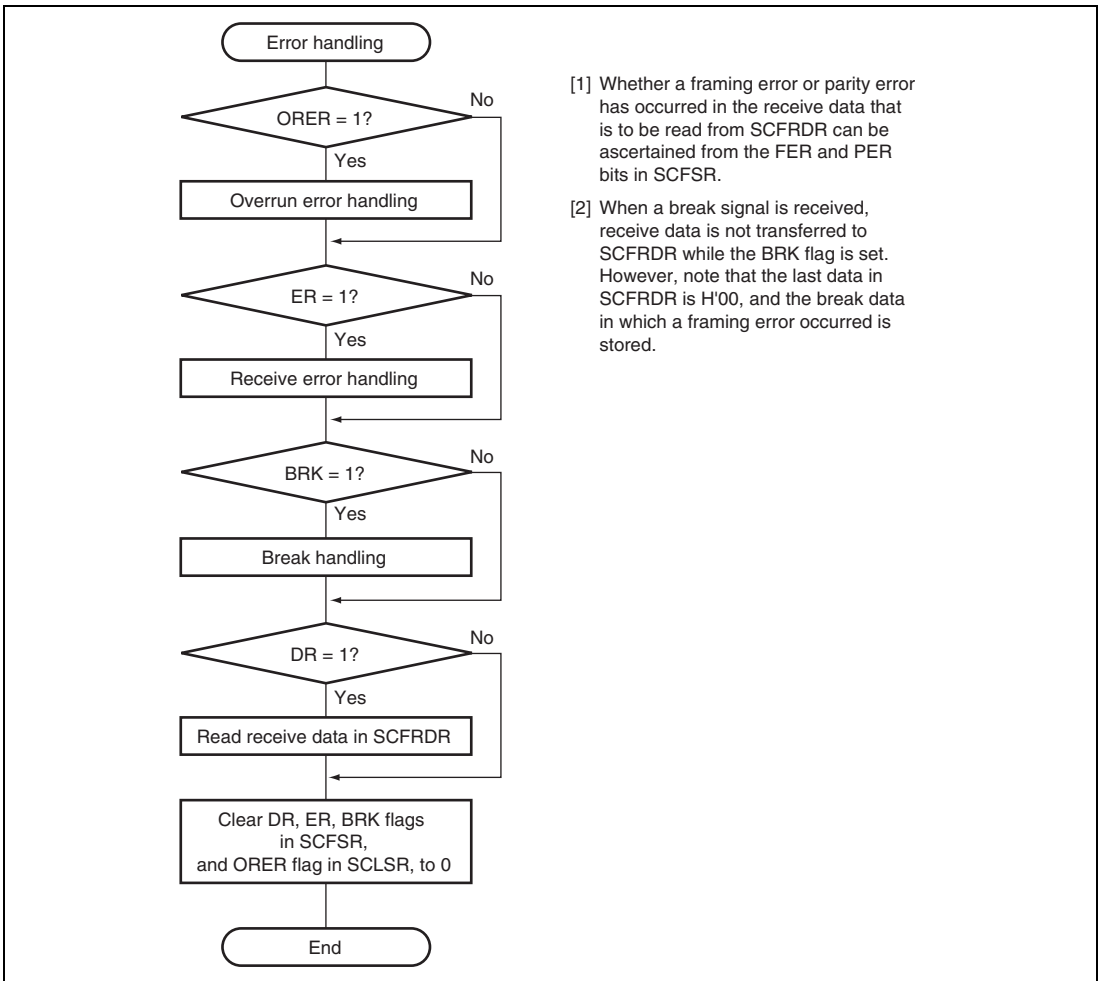 Error handling
No
ORER = 1?
Yes
Overrun error handling
No
ER = 1?
Yes
Receive error handling
No
BRK = 1?
Yes
Break handling
No
DR = 1?
Yes
Read receive data in SCFRDR
Clear DR, ER, BRK flags
in SCFSR,
and ORER flag in SCLSR, to 0
End
[1] Whether a framing error or parity error
has occurred in the receive data that
is to be read from SCFRDR can be
ascertained from the FER and PER
bits in SCFSR.
[2] When a break signal is received,
receive data is not transferred to
SCFRDR while the BRK flag is set.
However, note that the last data in
SCFRDR is H'00, and the break data
in which a framing error occurred is
stored.